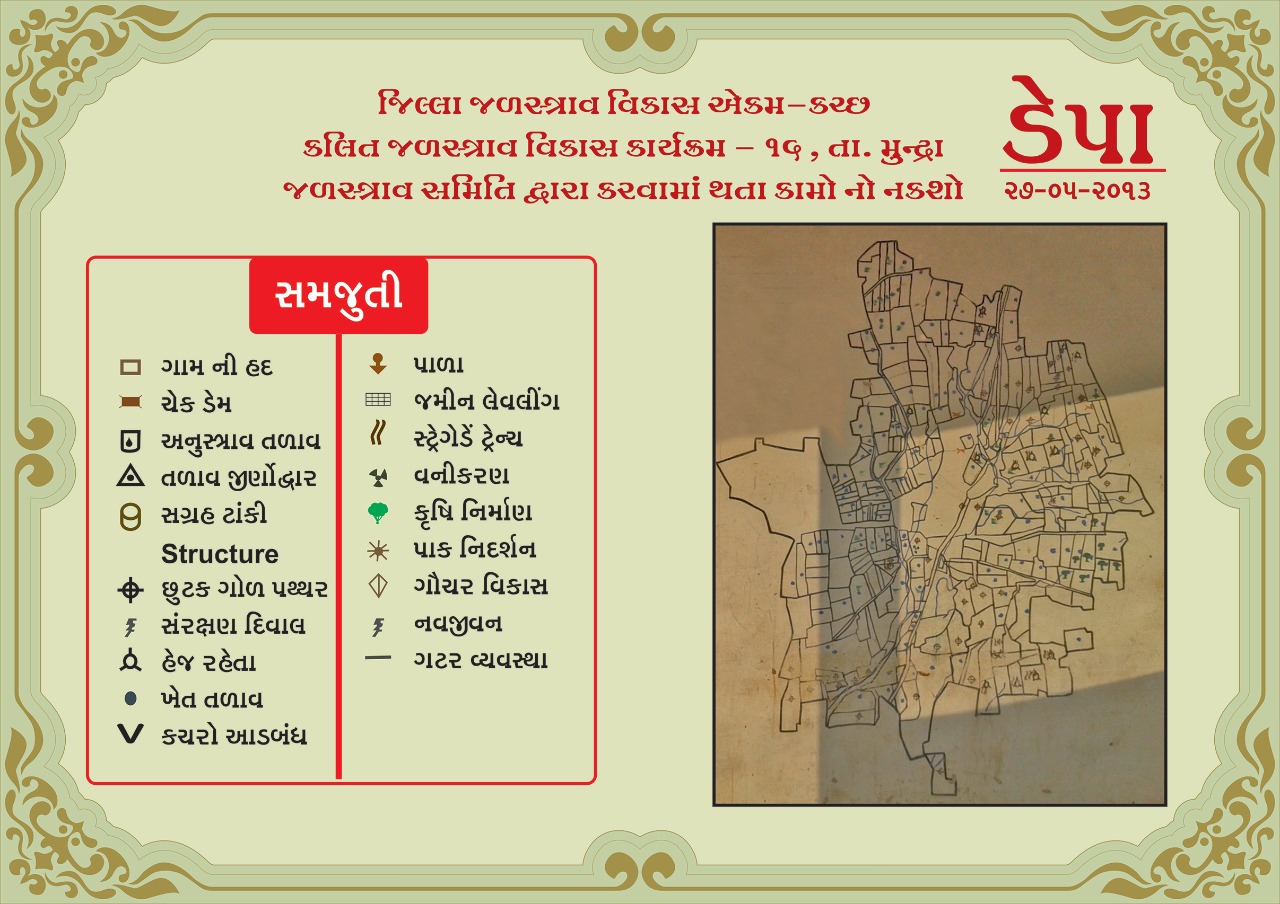 જિલ્લા જળસ્ત્રાવ વિકાસ એકમ–કચ્છ
કલિત જળસ્ત્રાવ વિકાસ કાર્યક્રમ – ૧૬ , તા. મુન્દ્રા
જળસ્ત્રાવ સમિતિ દ્વારા કરવામાં થતા કામો નો નકશો
ડેપા
૨૭-૦૫-૨૦૧૩
સમજુતી
ગામ ની હદ
ચેક ડેમ
અનુસ્ત્રાવ તળાવ
તળાવ જીર્ણોદ્વાર
સગ્રહ ટાંકી
Structure
છુટક ગોળ પથ્થર
સંરક્ષણ દિવાલ
હેજ રહેતા
ખેત તળાવ
કચરો આડબંધ
પાળા
જમીન લેવલીંગ
સ્ટ્રેગેડેં ટ્રેન્ચ
વનીકરણ
કૃષિ નિર્માણ
પાક નિદર્શન
ગૌચર વિકાસ
નવજીવન
ગટર વ્યવસ્થા